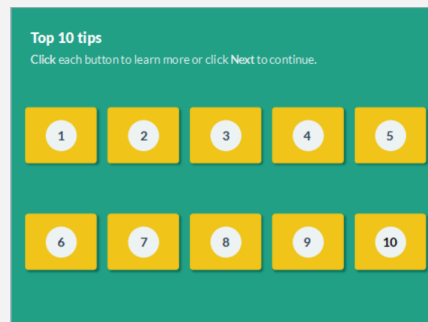 Top 10 tips
Click each button to learn more or click Next to continue.
1 2 3 4 5
6 7 8 9 10